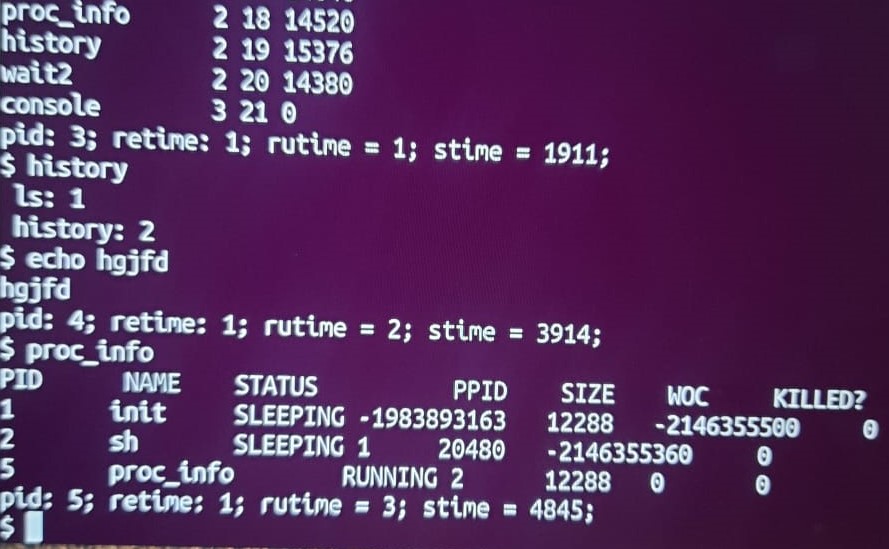 proc_info 2 18 14520
history 2 19 15376
wait2 2 20 14380
console 3 21 0
pid: 3; retime: 1; rutime = 1; stime = 1911;
$ history
ls: 1
history: 2
$ echo hgjfd
hgjfd
pid: 4; retime: 1; rutime = 2; stime = 3914;
$ proc_info
PID NAME STATUS PPID SIZE WOC KILLED?
1 init SLEEPING -1983893163 12288 -2146355500 0
2 sh SLEEPING 1 20480 -2146355360 0
5 proc_info RUNNING 2 12288 0 0
pid: 5; retime: 1; rutime = 3; stime = 4845;
$